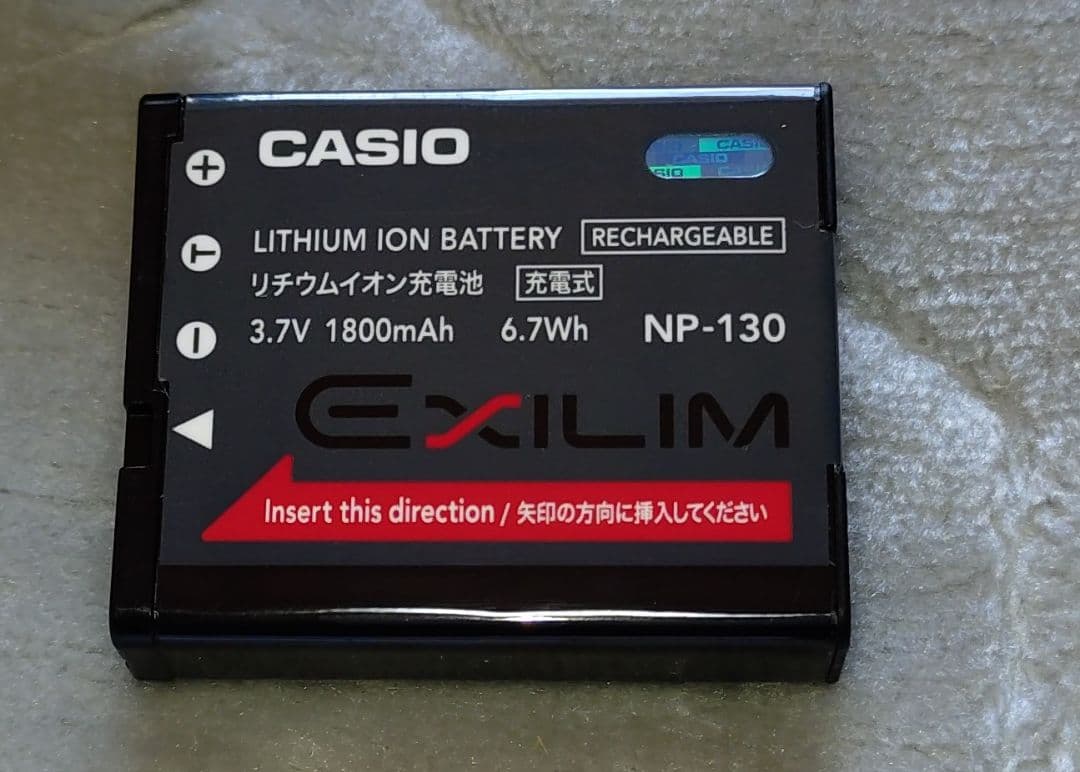 CASIO
CASIO
LITHIUM ION BATTERY RECHARGEABLE
リチウムイオン充電池 充電式
3.7V 1800mAh 6.7Wh NP-130
EXILIM
Insert this direction / 矢印の方向に挿入してください